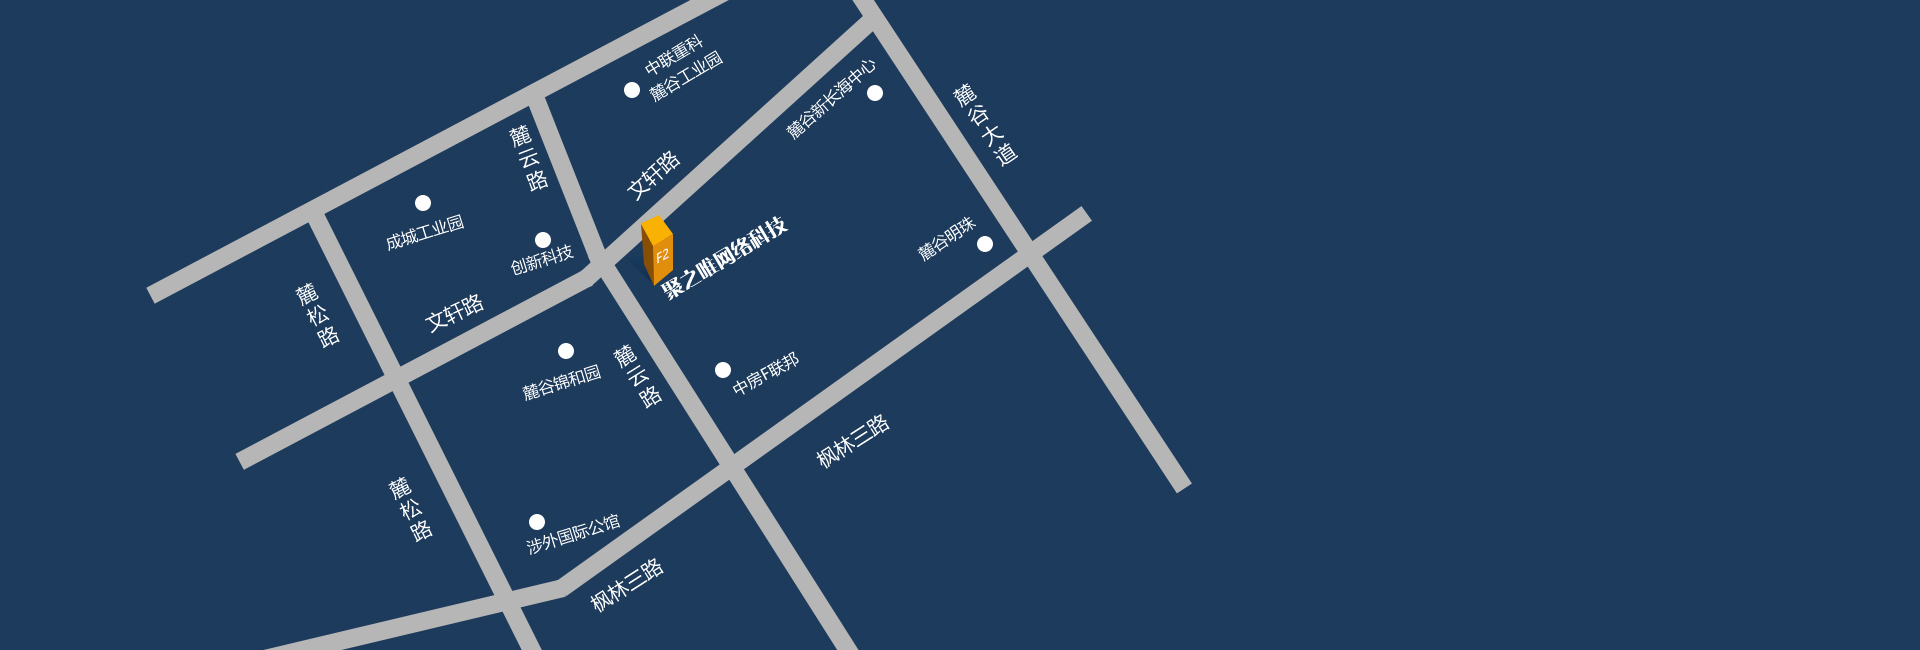 中联重科
麓谷工业园
麓谷新长海中心
麓谷大道
麓云路
文轩路
成城工业园
创新科技
F2
聚之唯网络科技
麓谷明珠
麓松路
文轩路
麓谷锦和园
麓云路
中房F联邦
枫林三路
麓松路
涉外国际公馆
枫林三路